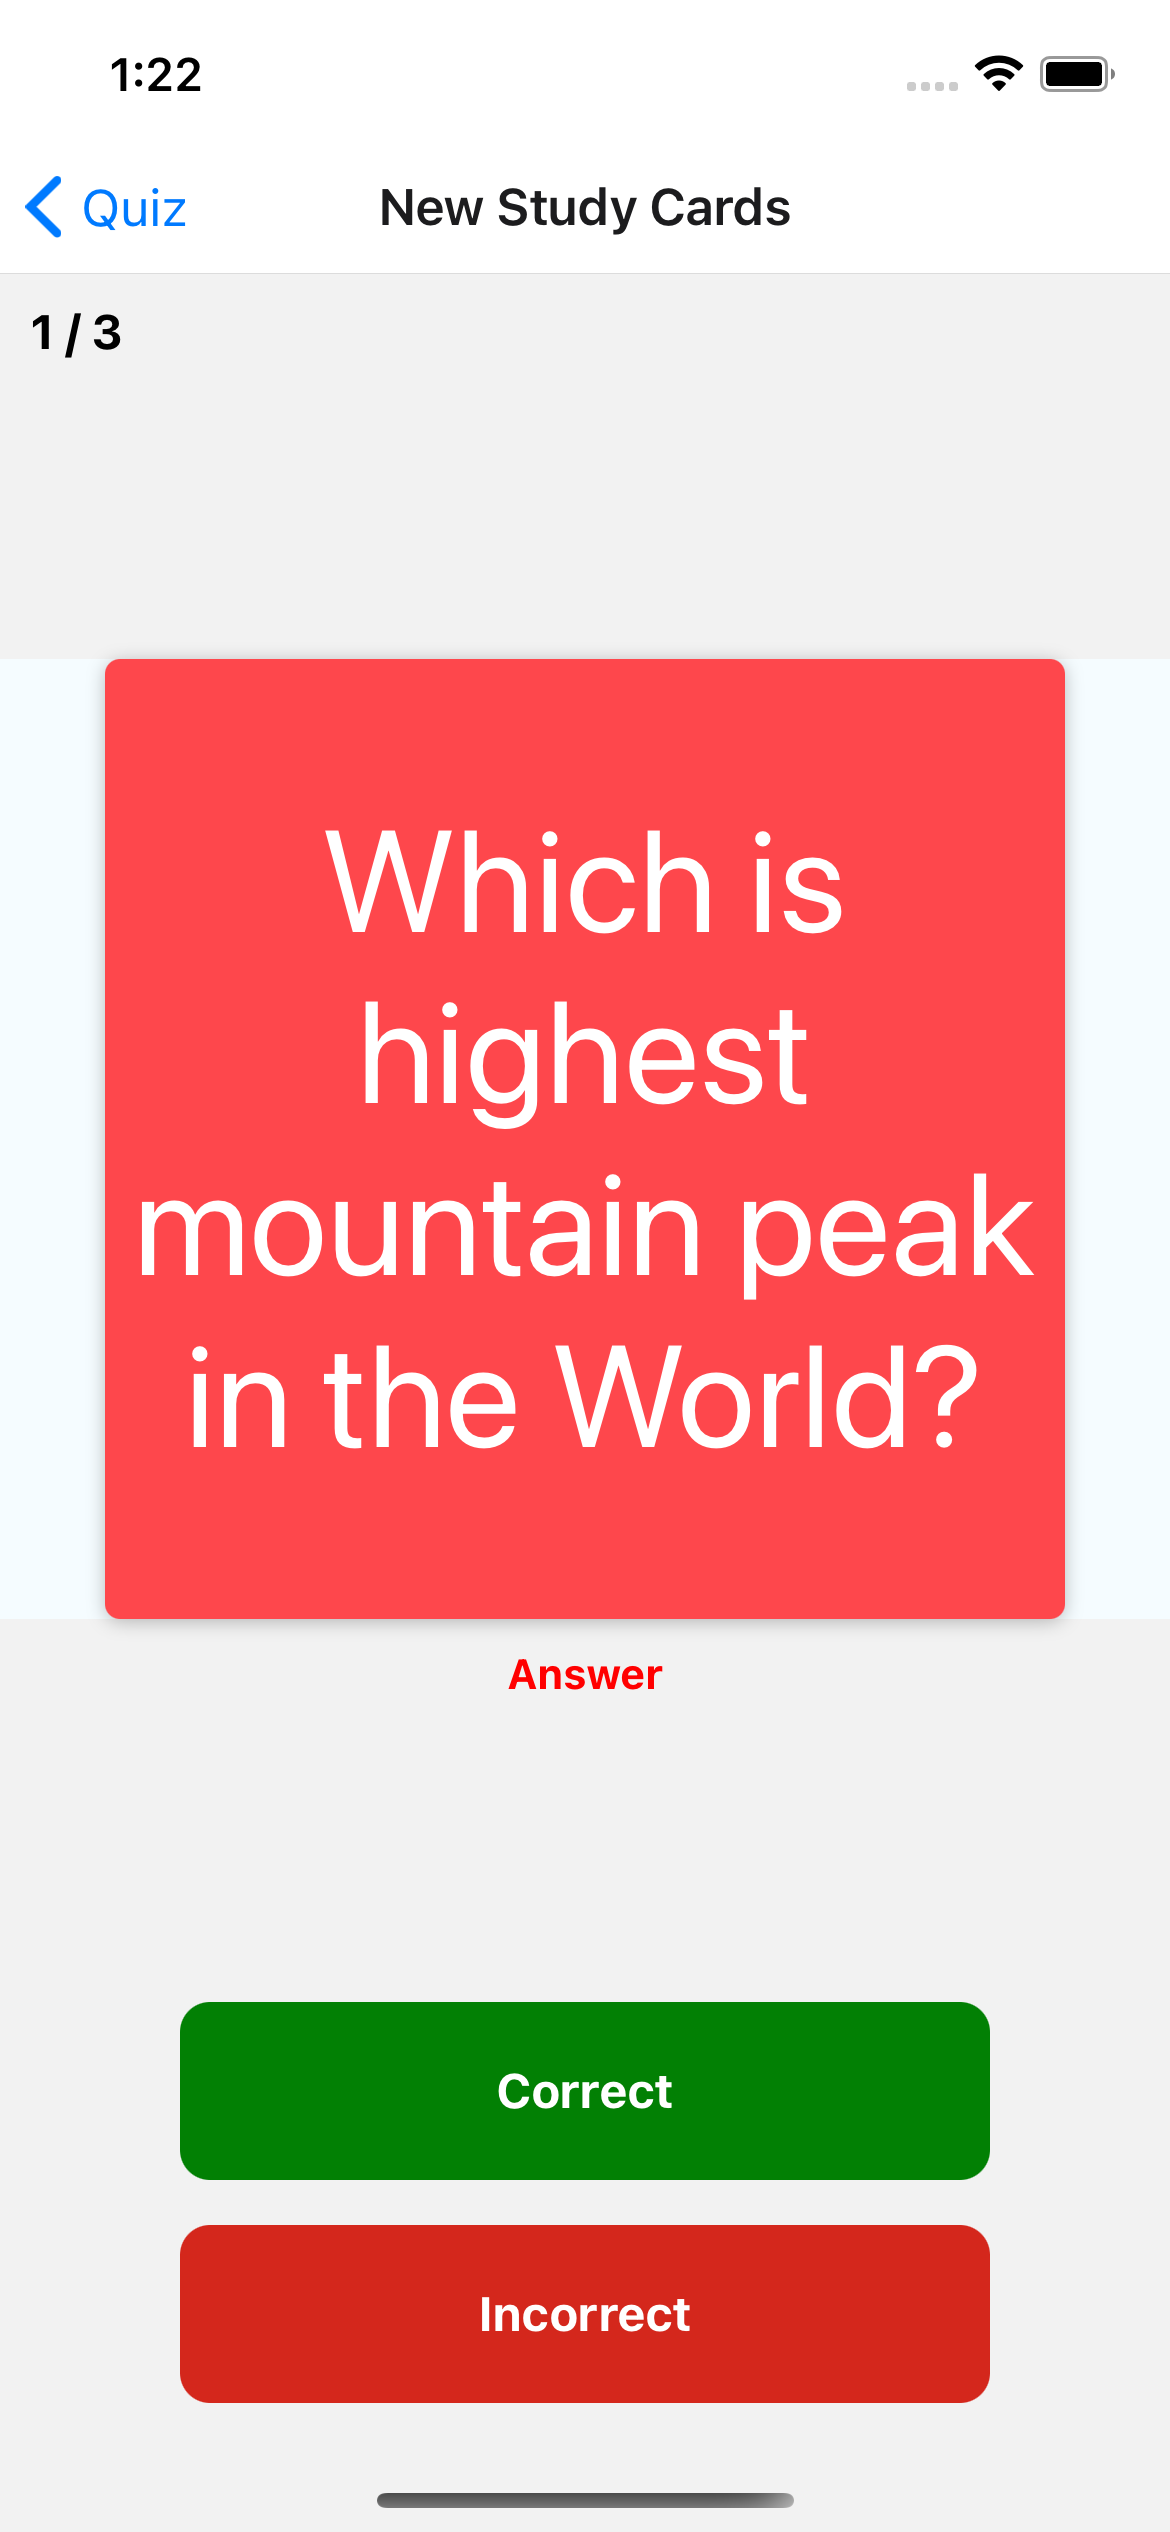 1:22
Quiz
New Study Cards
1 / 3
Which is
highest
mountain peak
in the World?
Answer
Correct
Incorrect